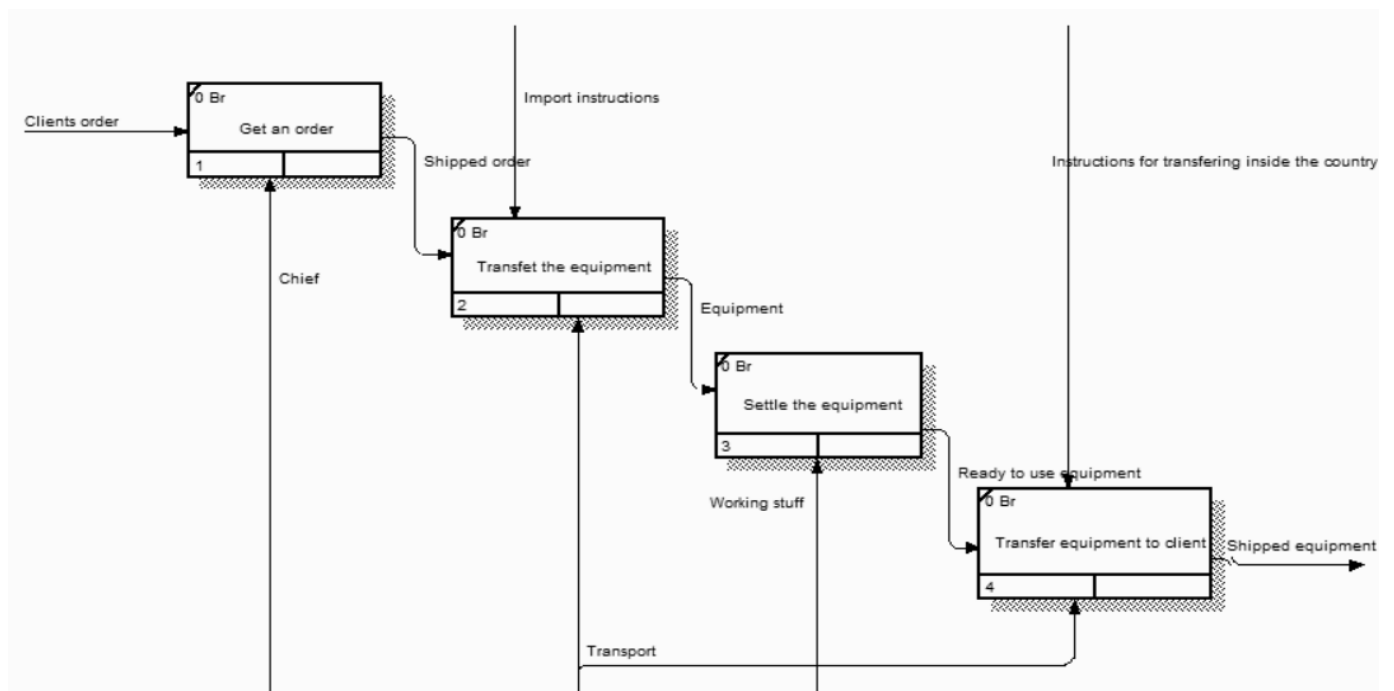 Import instructions
0 Br
Clients order
Get an order
1
Shipped order
Instructions for transfering inside the country
0 Br
Transfet the equipment
Chief
2
Equipment
0 Br
Settle the equipment
3
Ready to use equipment
Working stuff
0 Br
Transfer equipment to client
Shipped equipment
4
Transport